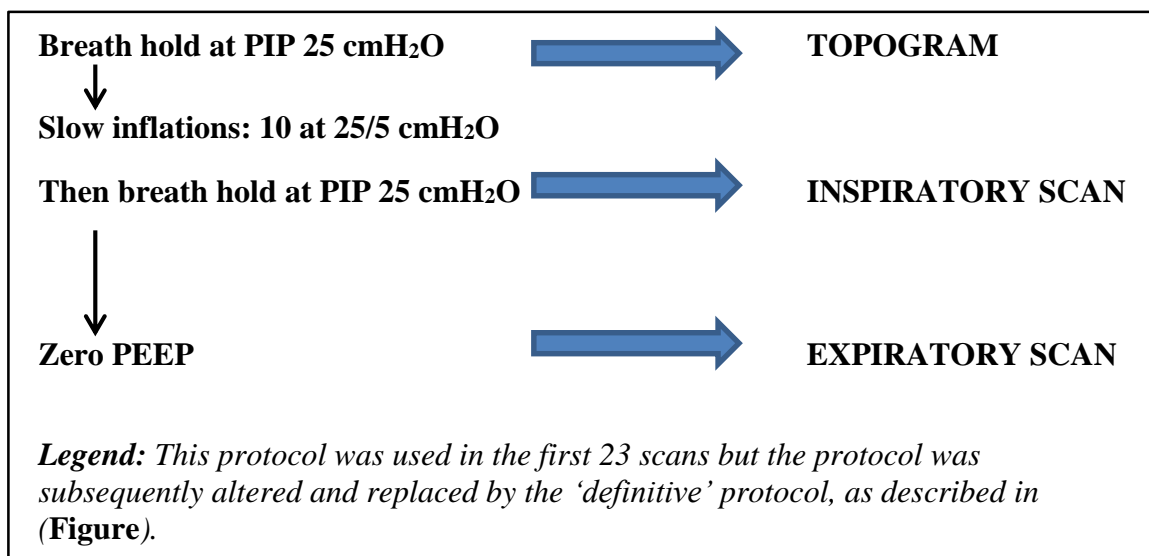 Breath hold at PIP 25 cmH₂O
TOPOGRAM
Slow inflations: 10 at 25/5 cmH₂O
Then breath hold at PIP 25 cmH₂O
INSPIRATORY SCAN
Zero PEEP
EXPIRATORY SCAN
Legend: This protocol was used in the first 23 scans but the protocol was
subsequently altered and replaced by the ‘definitive’ protocol, as described in
(Figure).